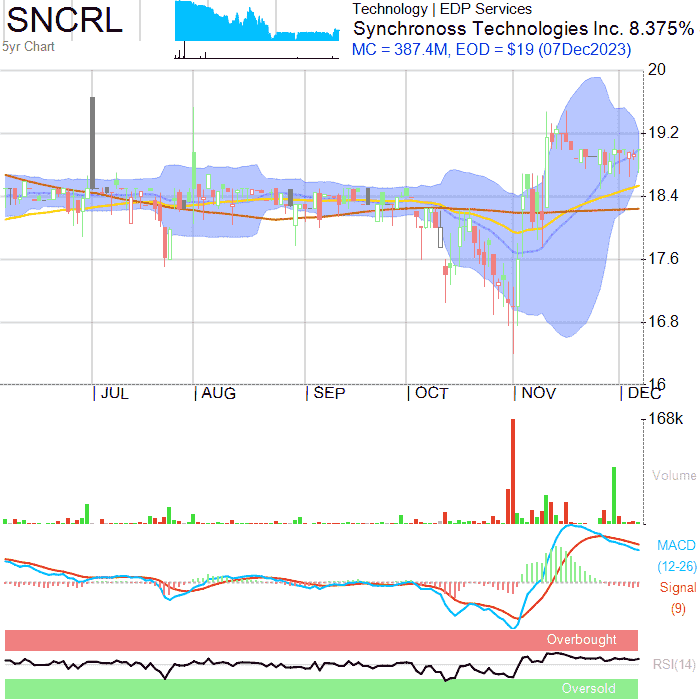 SNCRL
5yr Chart
Technology | EDP Services
Synchronoss Technologies Inc. 8.375%
MC = 387.4M, EOD = $19 (07Dec2023)
20
19.2
18.4
17.6
16.8
16
JUL
AUG
SEP
OCT
NOV
DEC
168k
Volume
MACD
(12-26)
Signal
(9)
Overbought
RSI(14)
Oversold